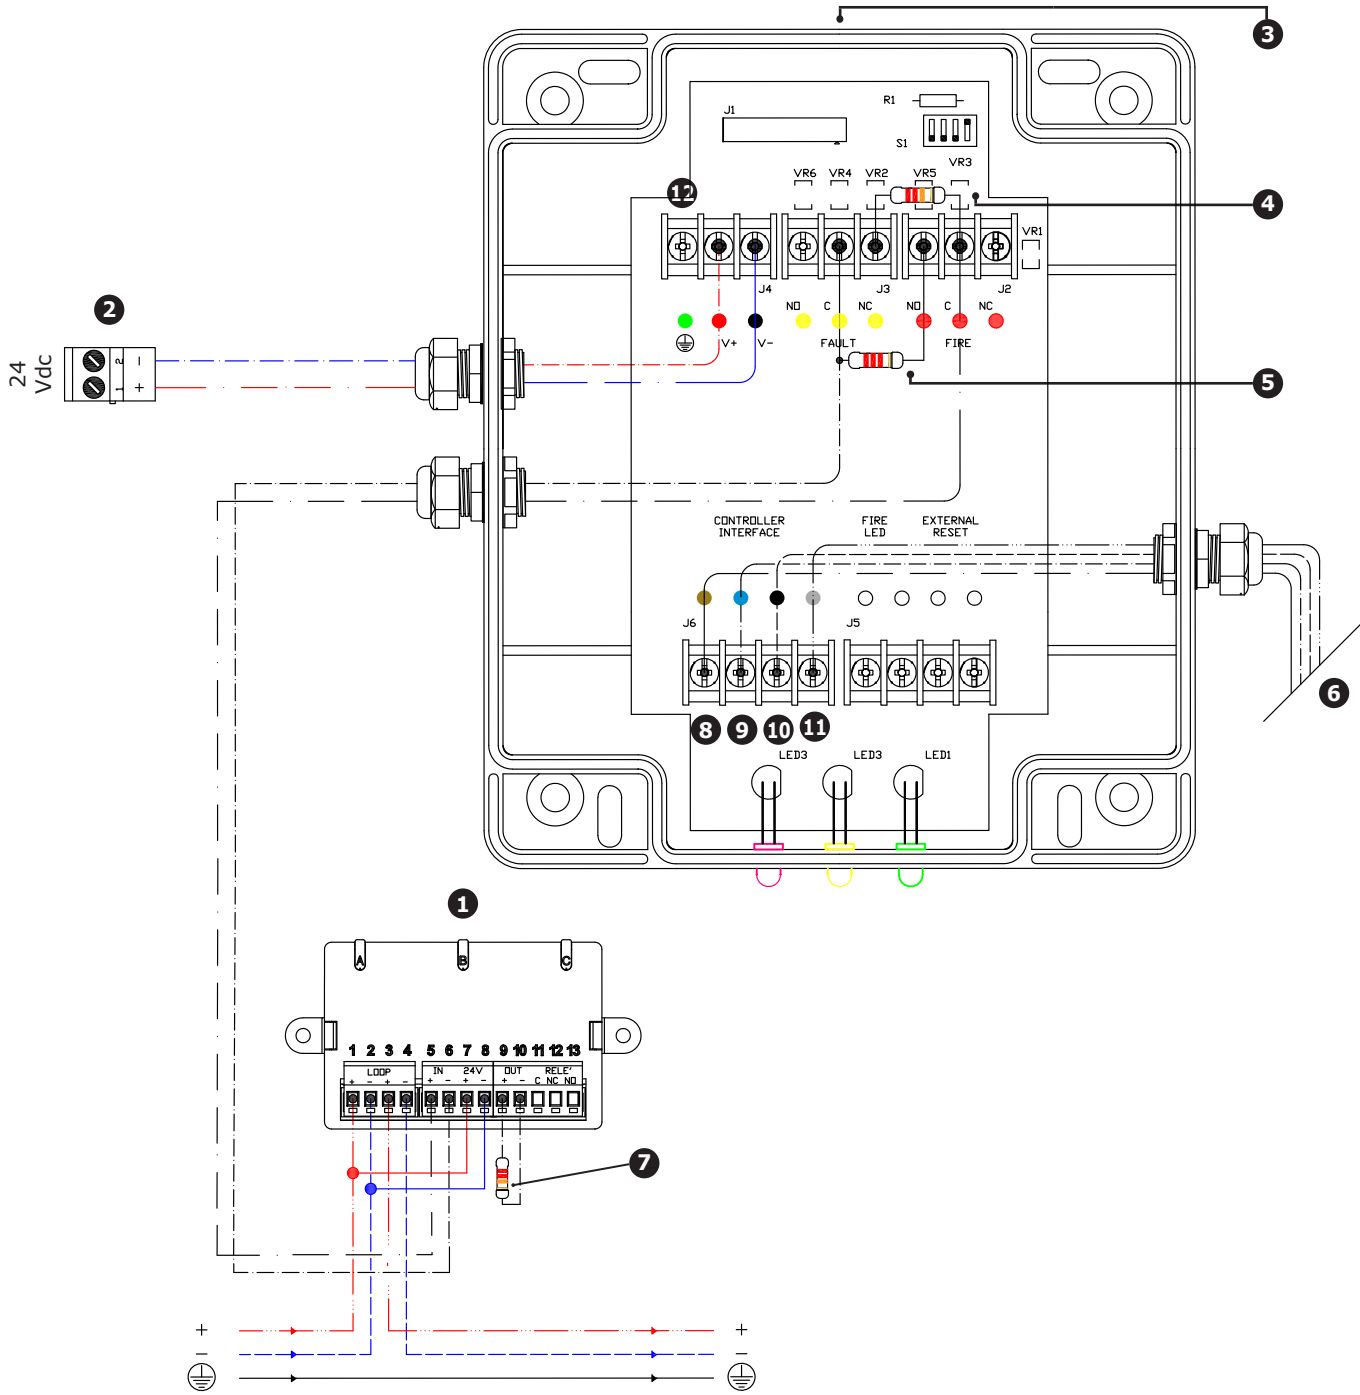 3
R1
J1
S1
VR3
VR6 VR4 VR2 VR5
12
4
VR1
J4 J3 J2
2
NO C NC NO C NC
V+ V- FAULT FIRE
24
Vdc
2 -
1 +
5
CONTROLLER
INTERFACE
FIRE
LED
EXTERNAL
RESET
J6 J5
6
8 9 10 11
LED3 LED3 LED1
1
A B C
1 2 3 4 5 6 7 8 9 10 11 12 13
LOOP IN 24V OUT RELE'
+ - + - + - + - + - C NC NO
7
+ +
- -